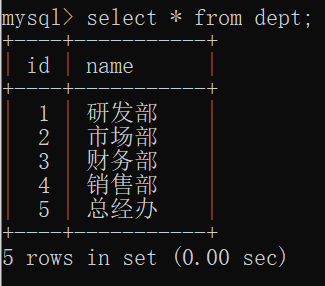 mysql> select * from dept;
+----+-----------+
| id | name      |
+----+-----------+
|  1 | 研发部    |
|  2 | 市场部    |
|  3 | 财务部    |
|  4 | 销售部    |
|  5 | 总经办    |
+----+-----------+
5 rows in set (0.00 sec)